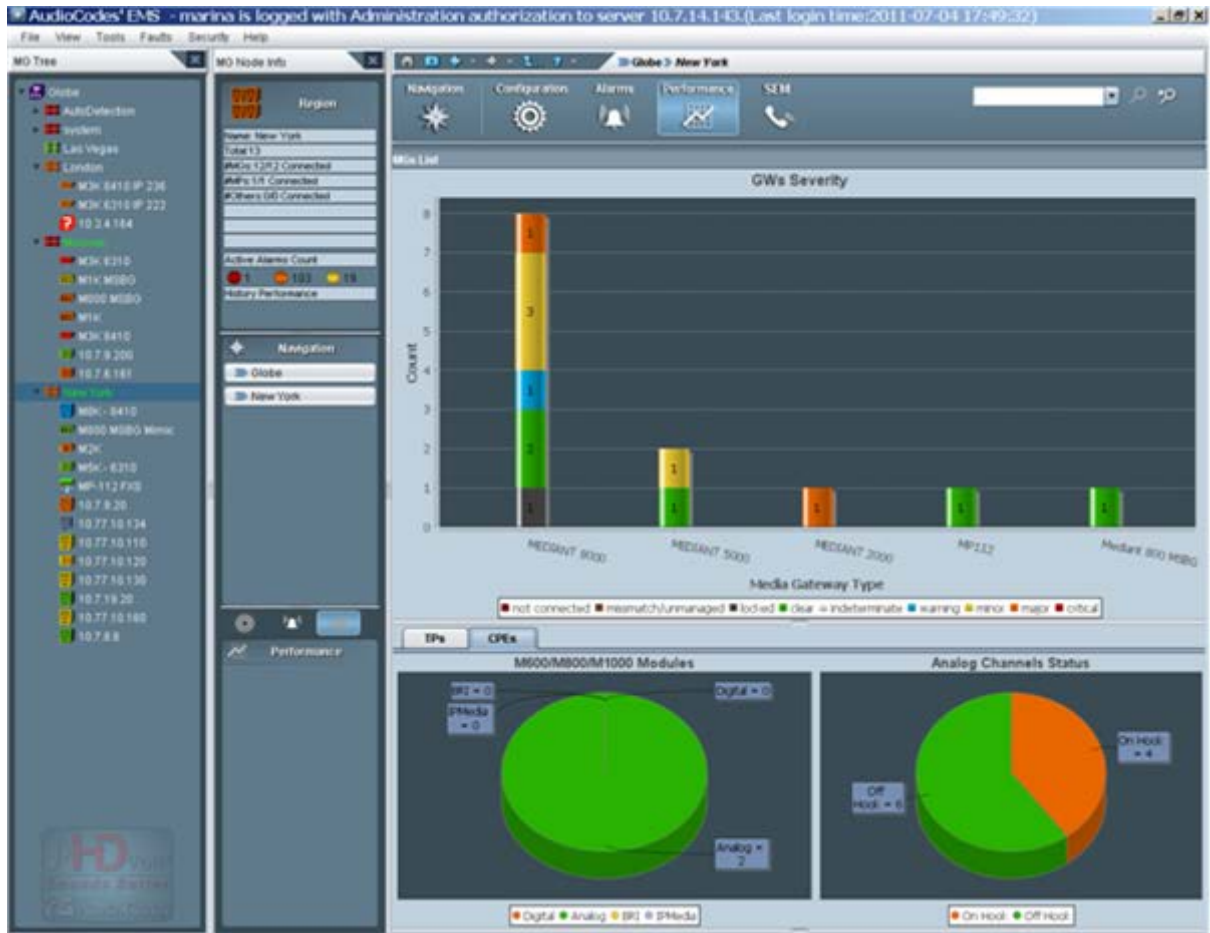 AudioCodes' EMS - marina is logged with Administration authorization to server 10.7.14.143.(Last login time:2011-07-04 17:49:32)
File View Tools Faults Security Help
MO Tree
Globe
AutoDetection
system
Las Vegas
London
M3K 8410 IP 236
M3K 6310 IP 222
10.3.4.184
M3K 6310
M1K MSBG
M600 MSBG
M1K
M3K 8410
10.7.9.200
10.7.6.161
New York
M8K - 8410
M800 MSBG Mimic
M2K
M5K - 6310
MP-112 FXS
10.7.9.20
10.77.10.134
10.77.10.110
10.77.10.120
10.77.10.130
10.7.19.20
10.77.10.160
10.7.8.8
HD VoIP
Sounds Better
MO Node Info
Region
Name: New York
Total 13
#MGs 12/12 Connected
#MPs 1/1 Connected
#Others 0/0 Connected
Active Alarms Count
1 103 19
History Performance
Navigation
Globe
New York
Performance
Globe > New York
Navigation Configuration Alarms Performance SEM
MGs List
GWs Severity
Count
8
7
6
5
4
3
2
1
0
1
3
1
2
1
1
1
1
1
1
MEDIANT 8000
MEDIANT 5000
MEDIANT 2000
MP112
Mediant 800 MSBG
Media Gateway Type
not connected mismatch/unmanaged locked clear indeterminate warning minor major critical
TPs CPEs
M600/M800/M1000 Modules
BRI = 0
Digital = 0
IPMedia
= 0
Analog =
2
Digital Analog BRI IPMedia
Analog Channels Status
On Hook
= 4
Off
Hook = 6
On Hook Off Hook